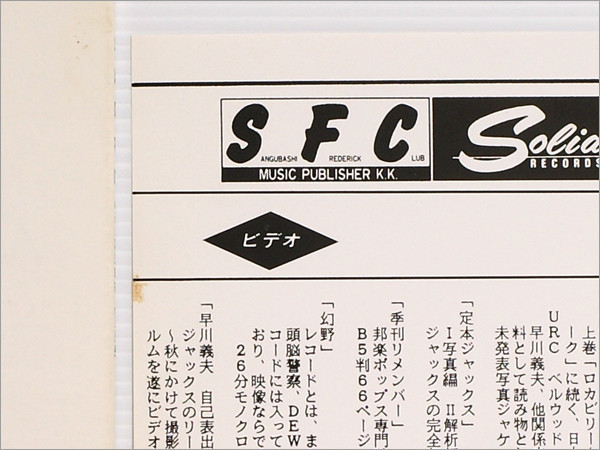 SFC
ANGUBASHI REDERICK LUB
MUSIC PUBLISHER K.K.
Solid
RECORDS
ビデオ
上巻「ロカビリー
ーク」に続く、日
URC ベルウッド
早川義夫、他関係
料として読み物と
未発表写真ジャケ
「定本ジャックス」
I写真編 II解析
ジャックスの完全
「季刊リメンバー」
邦楽ポップス専門
B5判66ページ
「幻野」
レコードとは、ま
頭脳警察、DEW
コードには入って
おり、映像ならで
26分モノクロ
「早川義夫 自己表出
ジャックスのリー
〜秋にかけて撮影
ルムを遂にビデオ